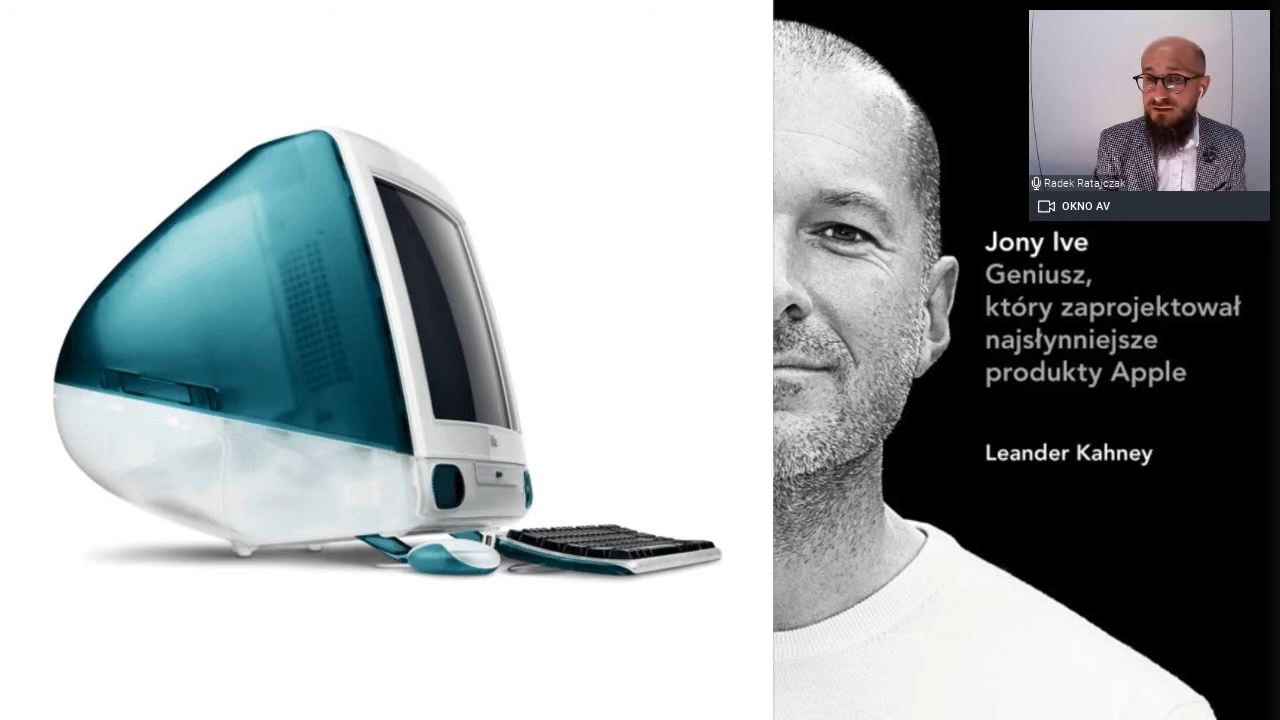 Radek Ratajczak
OKNO AV
Jony Ive
Geniusz,
który zaprojektował
najsłynniejsze
produkty Apple
Leander Kahney